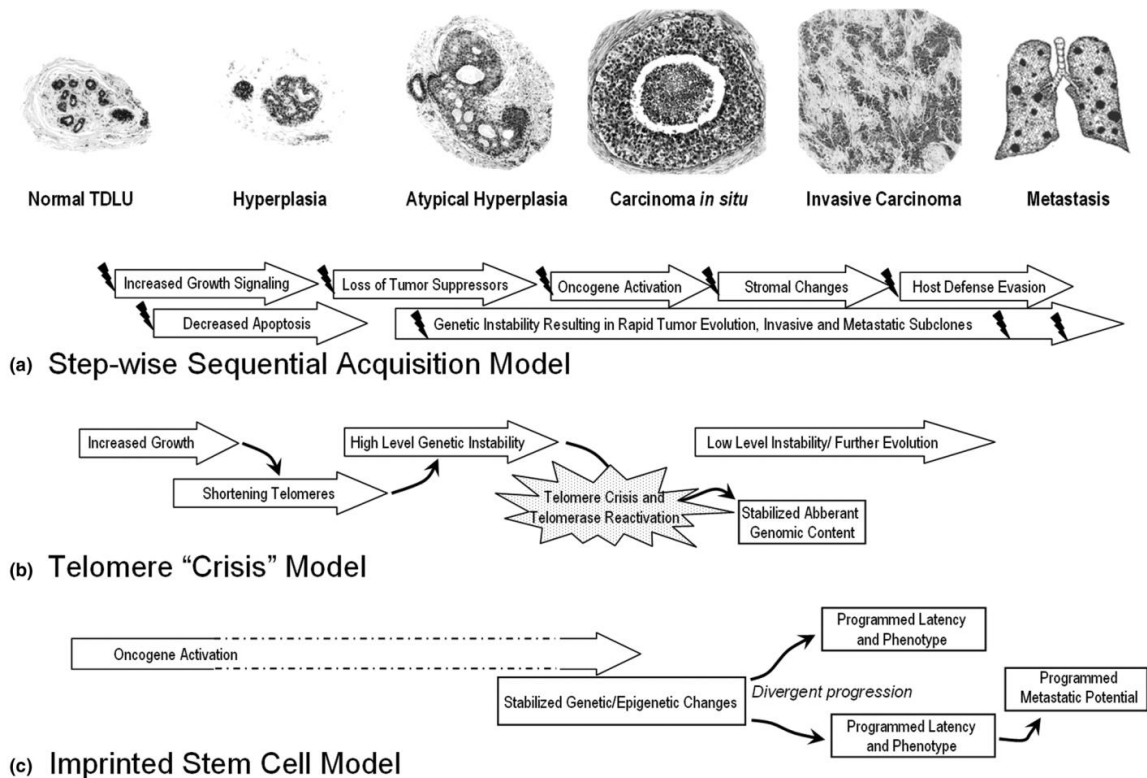 Normal TDLU
Hyperplasia
Atypical Hyperplasia
Carcinoma in situ
Invasive Carcinoma
Metastasis
Increased Growth Signaling
Loss of Tumor Suppressors
Oncogene Activation
Stromal Changes
Host Defense Evasion
Decreased Apoptosis
Genetic Instability Resulting in Rapid Tumor Evolution, Invasive and Metastatic Subclones
(a) Step-wise Sequential Acquisition Model
Increased Growth
High Level Genetic Instability
Low Level Instability/ Further Evolution
Shortening Telomeres
Telomere Crisis and
Telomerase Reactivation
Stabilized Abberant
Genomic Content
(b) Telomere “Crisis” Model
Oncogene Activation
Programmed Latency
and Phenotype
Stabilized Genetic/Epigenetic Changes
Divergent progression
Programmed
Metastatic Potential
Programmed Latency
and Phenotype
(c) Imprinted Stem Cell Model